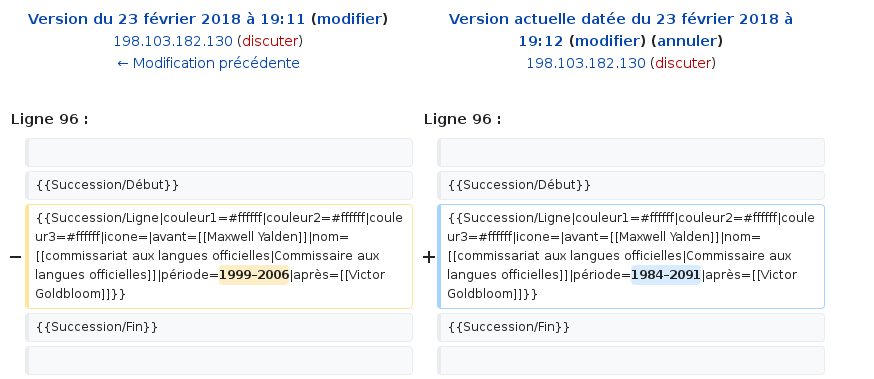 Version du 23 février 2018 à 19:11 (modifier)
198.103.182.130 (discuter)
← Modification précédente
Version actuelle datée du 23 février 2018 à
19:12 (modifier) (annuler)
198.103.182.130 (discuter)
Ligne 96 :
Ligne 96 :
{{Succession/Début}}
{{Succession/Début}}
−
{{Succession/Ligne|couleur1=#ffffff|couleur2=#ffffff|coule
ur3=#ffffff|icone=|avant=[[Maxwell Yalden]]|nom=
[[commissariat aux langues officielles|Commissaire aux
langues officielles]]|période=1999–2006|après=[[Victor
Goldbloom]]}}
+
{{Succession/Ligne|couleur1=#ffffff|couleur2=#ffffff|coule
ur3=#ffffff|icone=|avant=[[Maxwell Yalden]]|nom=
[[commissariat aux langues officielles|Commissaire aux
langues officielles]]|période=1984–2091|après=[[Victor
Goldbloom]]}}
{{Succession/Fin}}
{{Succession/Fin}}